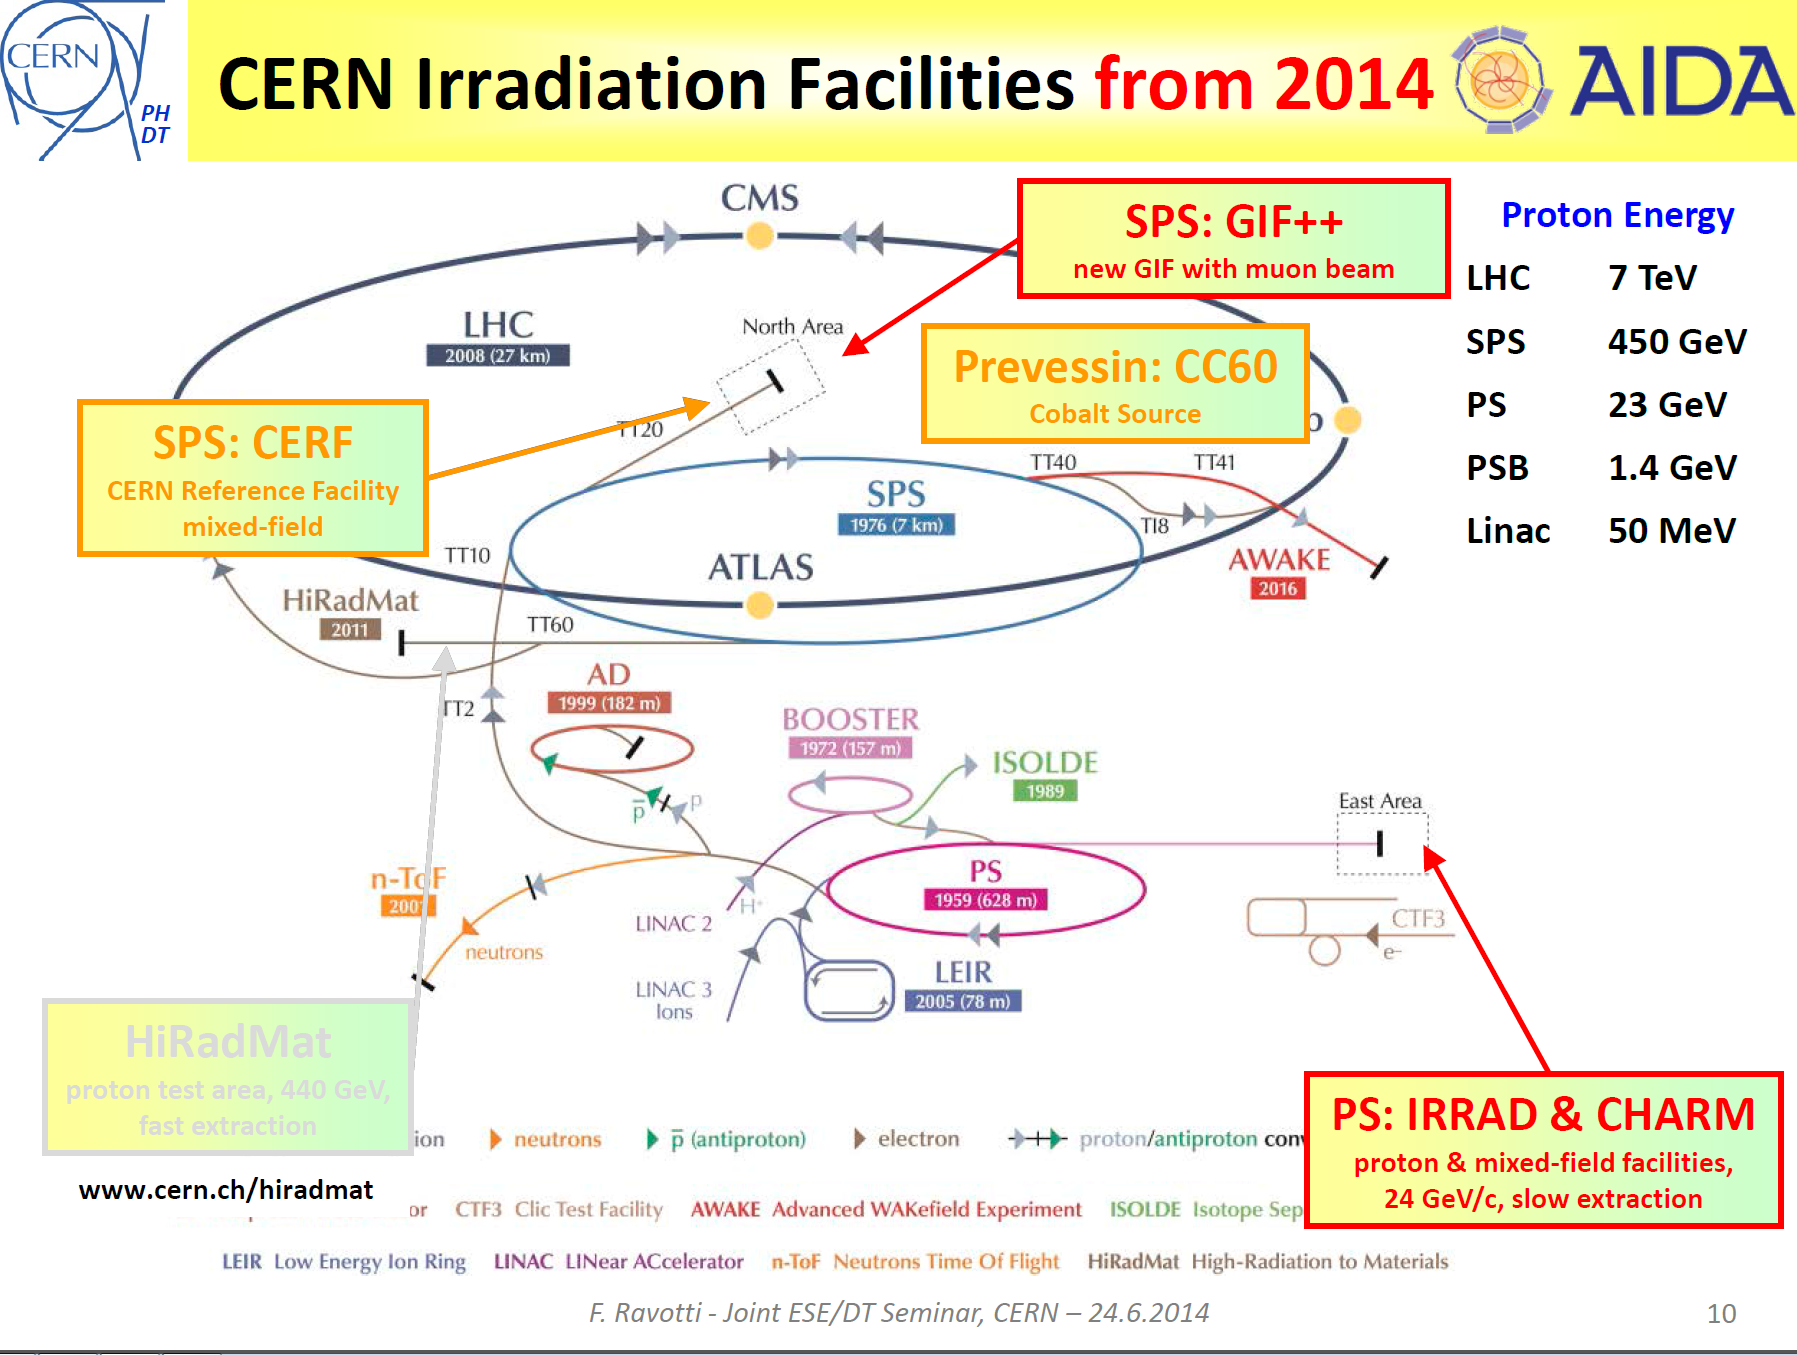 CERN
PH
DT
CERN Irradiation Facilities from 2014
AIDA
CMS
SPS: GIF++
new GIF with muon beam
Proton Energy
LHC 7 TeV
SPS 450 GeV
PS 23 GeV
PSB 1.4 GeV
Linac 50 MeV
LHC
2008 (27 km)
North Area
Prevessin: CC60
Cobalt Source
b
SPS: CERF
CERN Reference Facility
mixed-field
TT20
TT40
TT41
SPS
1976 (7 km)
TI8
TT10
ATLAS
AWAKE
2016
HiRadMat
2011
TT60
AD
1999 (182 m)
TT2
BOOSTER
1972 (157 m)
ISOLDE
1989
p̅
p
East Area
n-ToF
2001
neutrons
PS
1959 (628 m)
LINAC 2
H⁺
CTF3
e-
LINAC 3
Ions
LEIR
2005 (78 m)
HiRadMat
proton test area, 440 GeV,
fast extraction
PS: IRRAD & CHARM
proton & mixed-field facilities,
24 GeV/c, slow extraction
ion neutrons p̅ (antiproton) electron proton/antiproton con
www.cern.ch/hiradmat
or CTF3 Clic Test Facility AWAKE Advanced WAKefield Experiment ISOLDE Isotope Sep
LEIR Low Energy Ion Ring LINAC LINear ACcelerator n-ToF Neutrons Time Of Flight HiRadMat High-Radiation to Materials
F. Ravotti - Joint ESE/DT Seminar, CERN – 24.6.2014
10